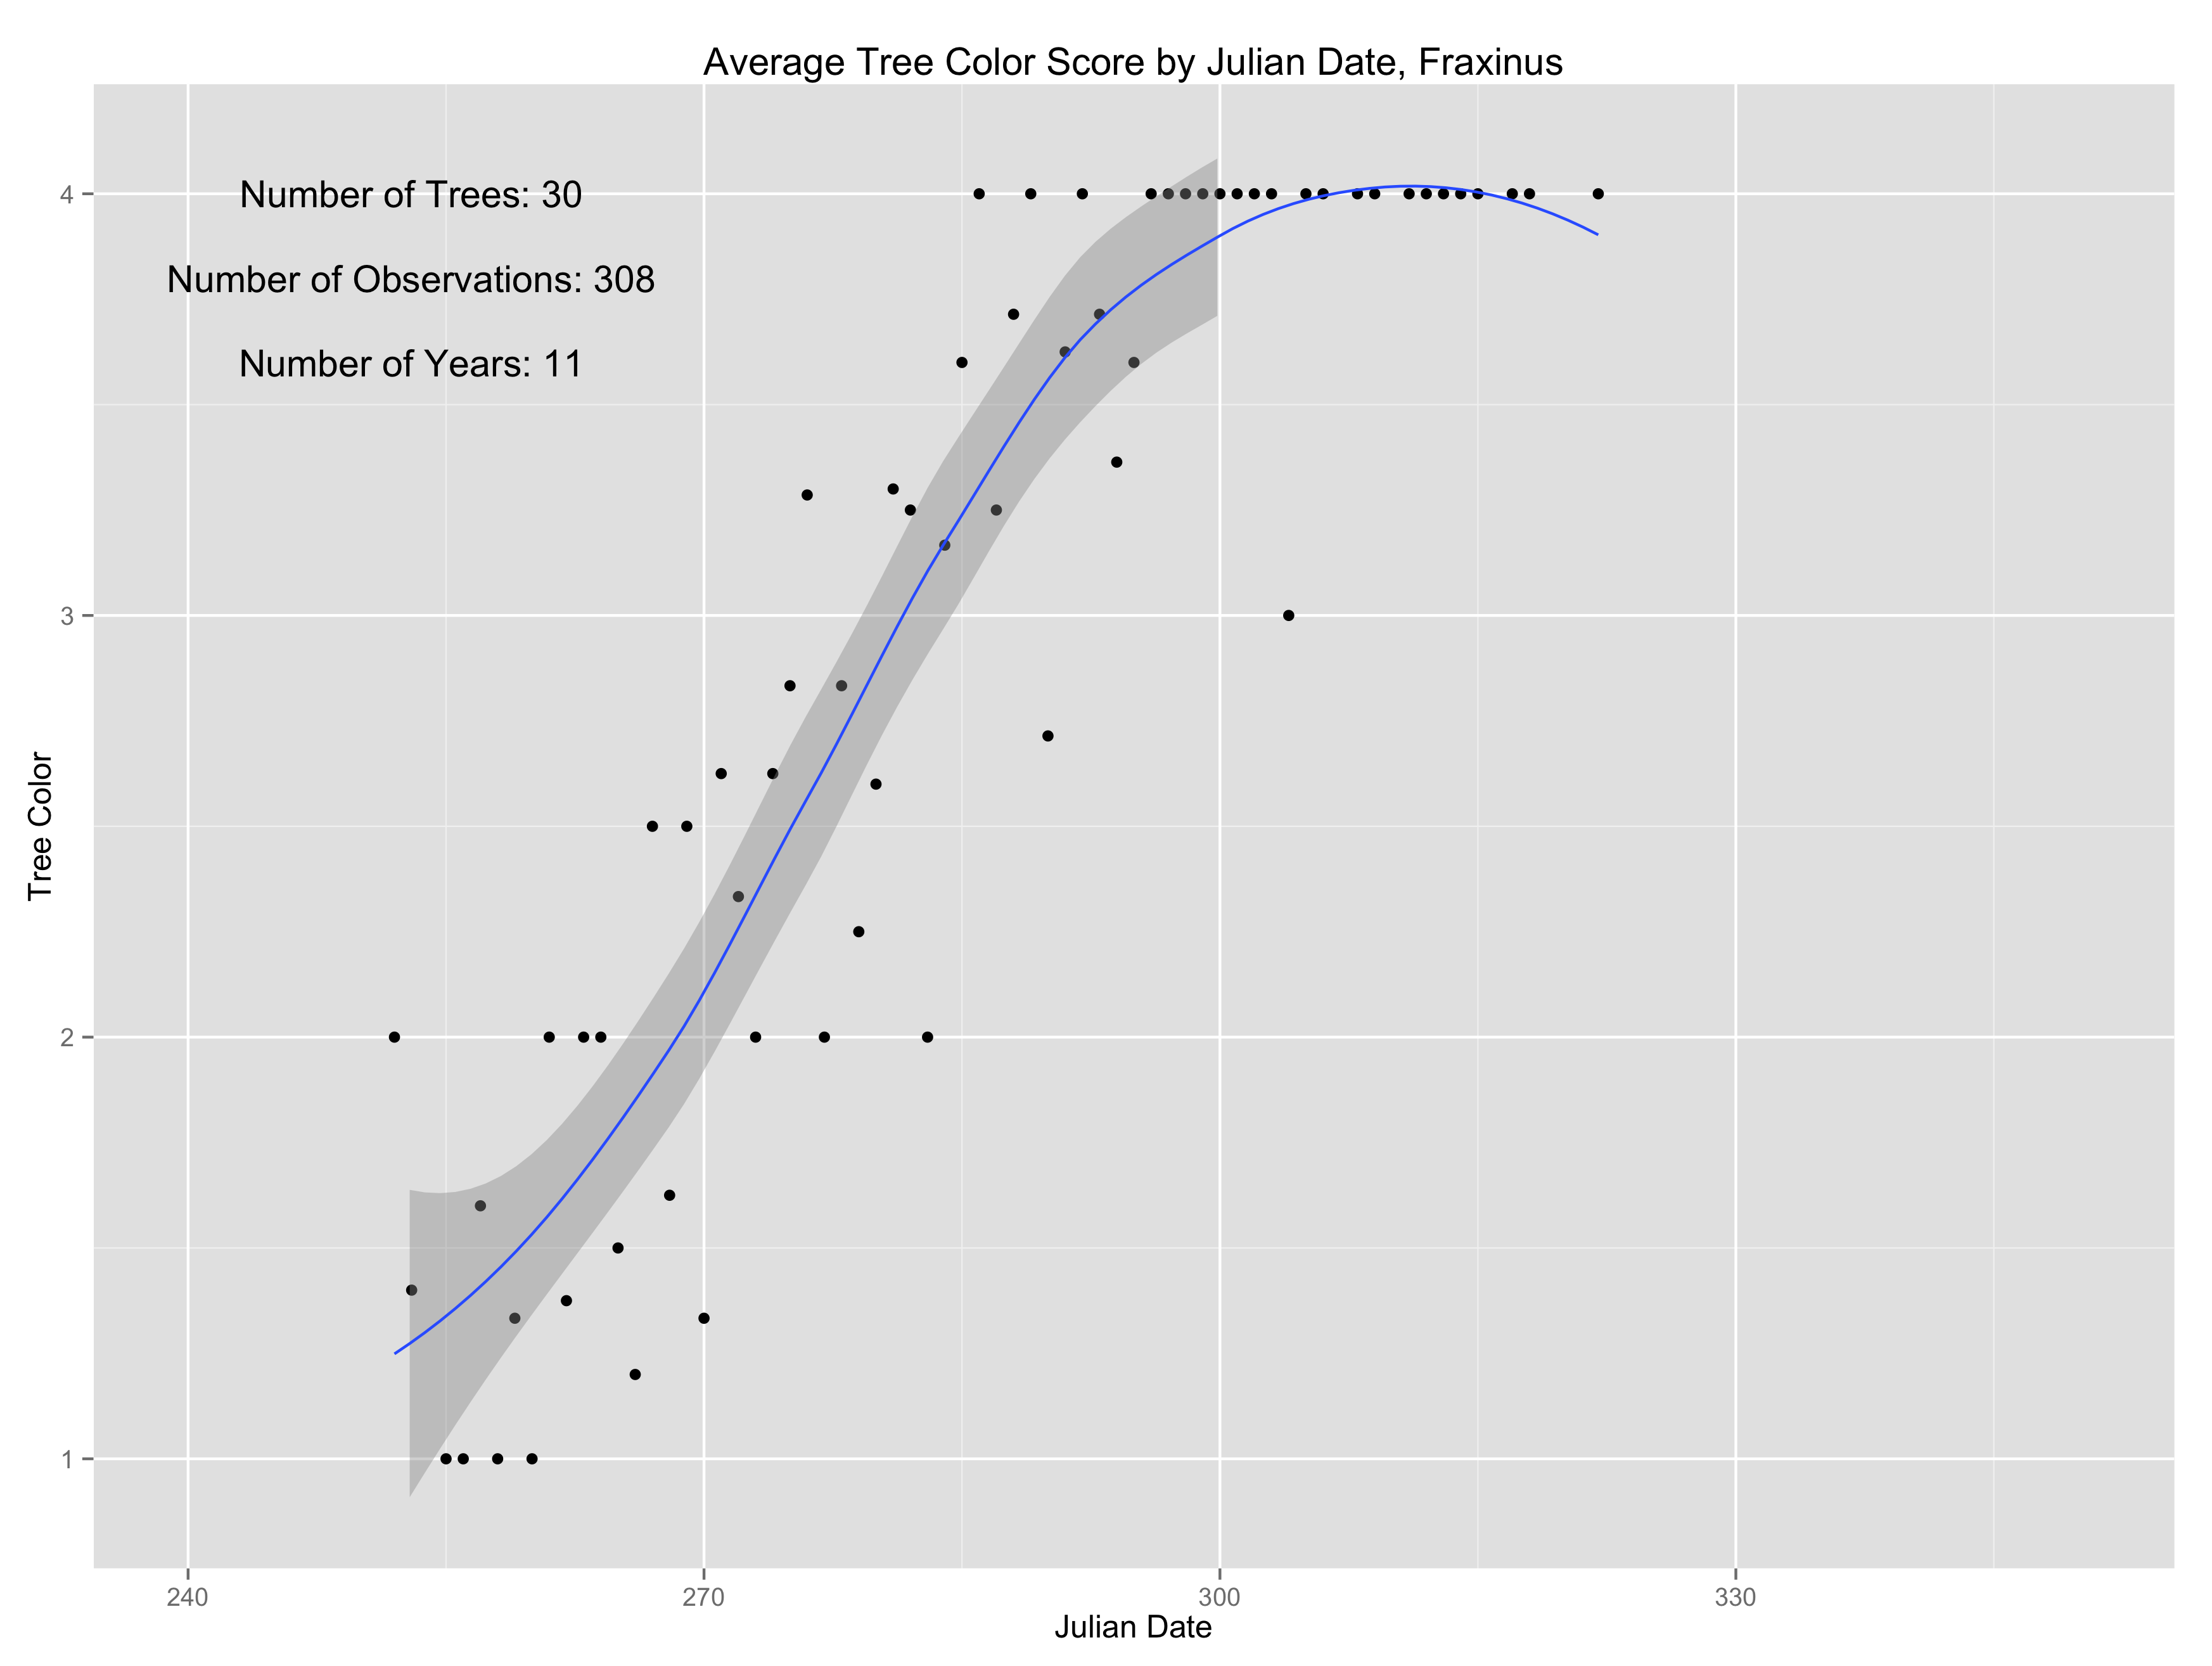 Average Tree Color Score by Julian Date, Fraxinus
Number of Trees: 30
Number of Observations: 308
Number of Years: 11
Tree Color
4
3
2
1
240 270 300 330
Julian Date